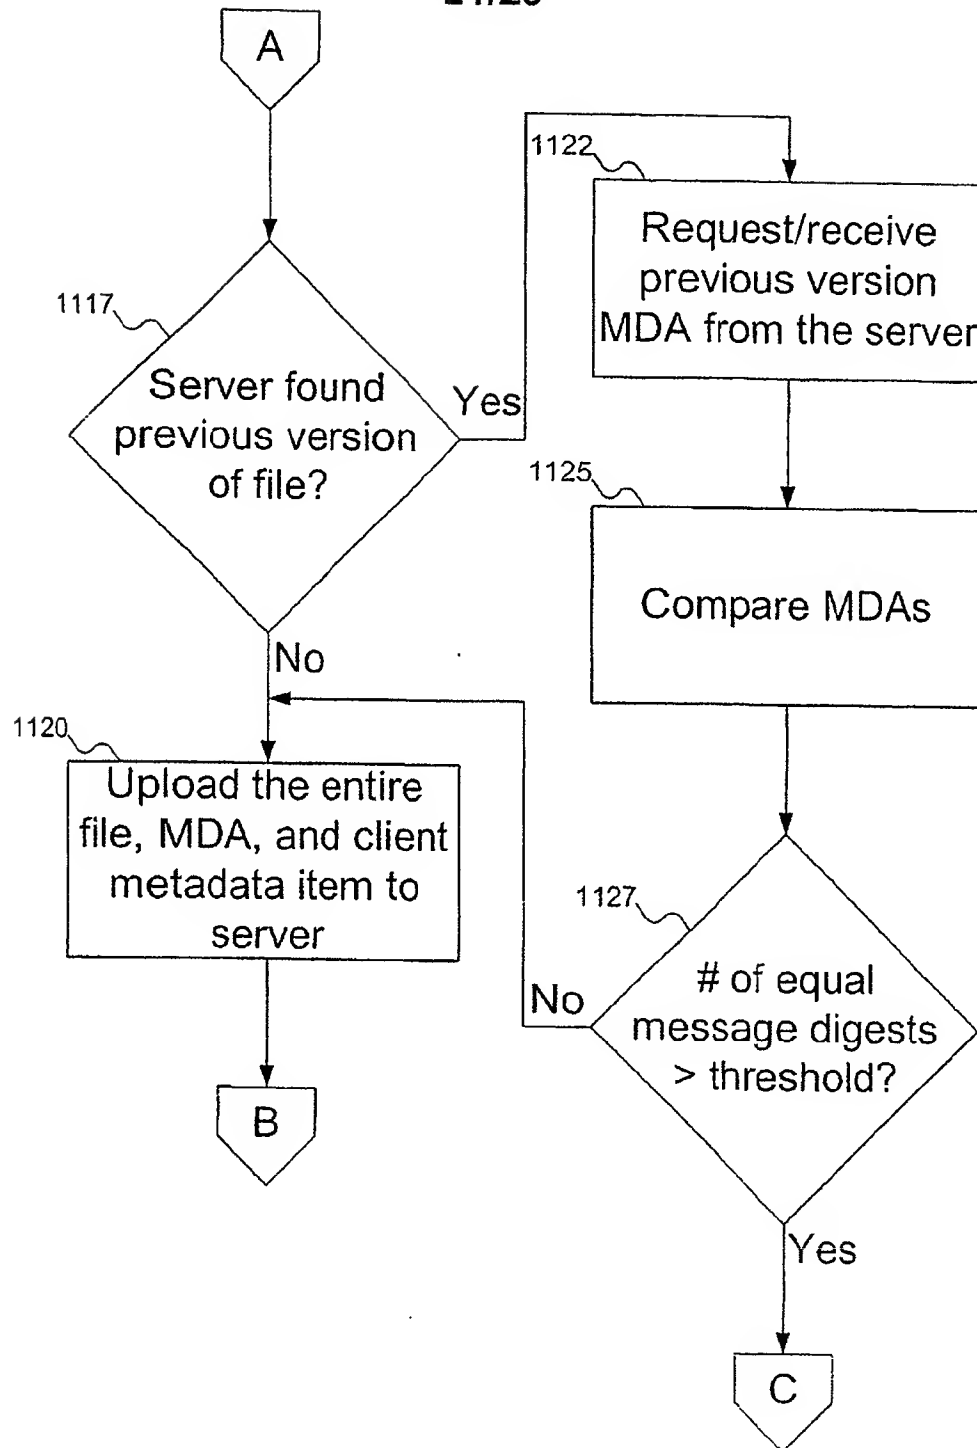 A
1117
Server found
previous version
of file?
Yes
No
1122
Request/receive
previous version
MDA from the server
1125
Compare MDAs
1120
Upload the entire
file, MDA, and client
metadata item to
server
B
1127
# of equal
message digests
> threshold?
No
Yes
C